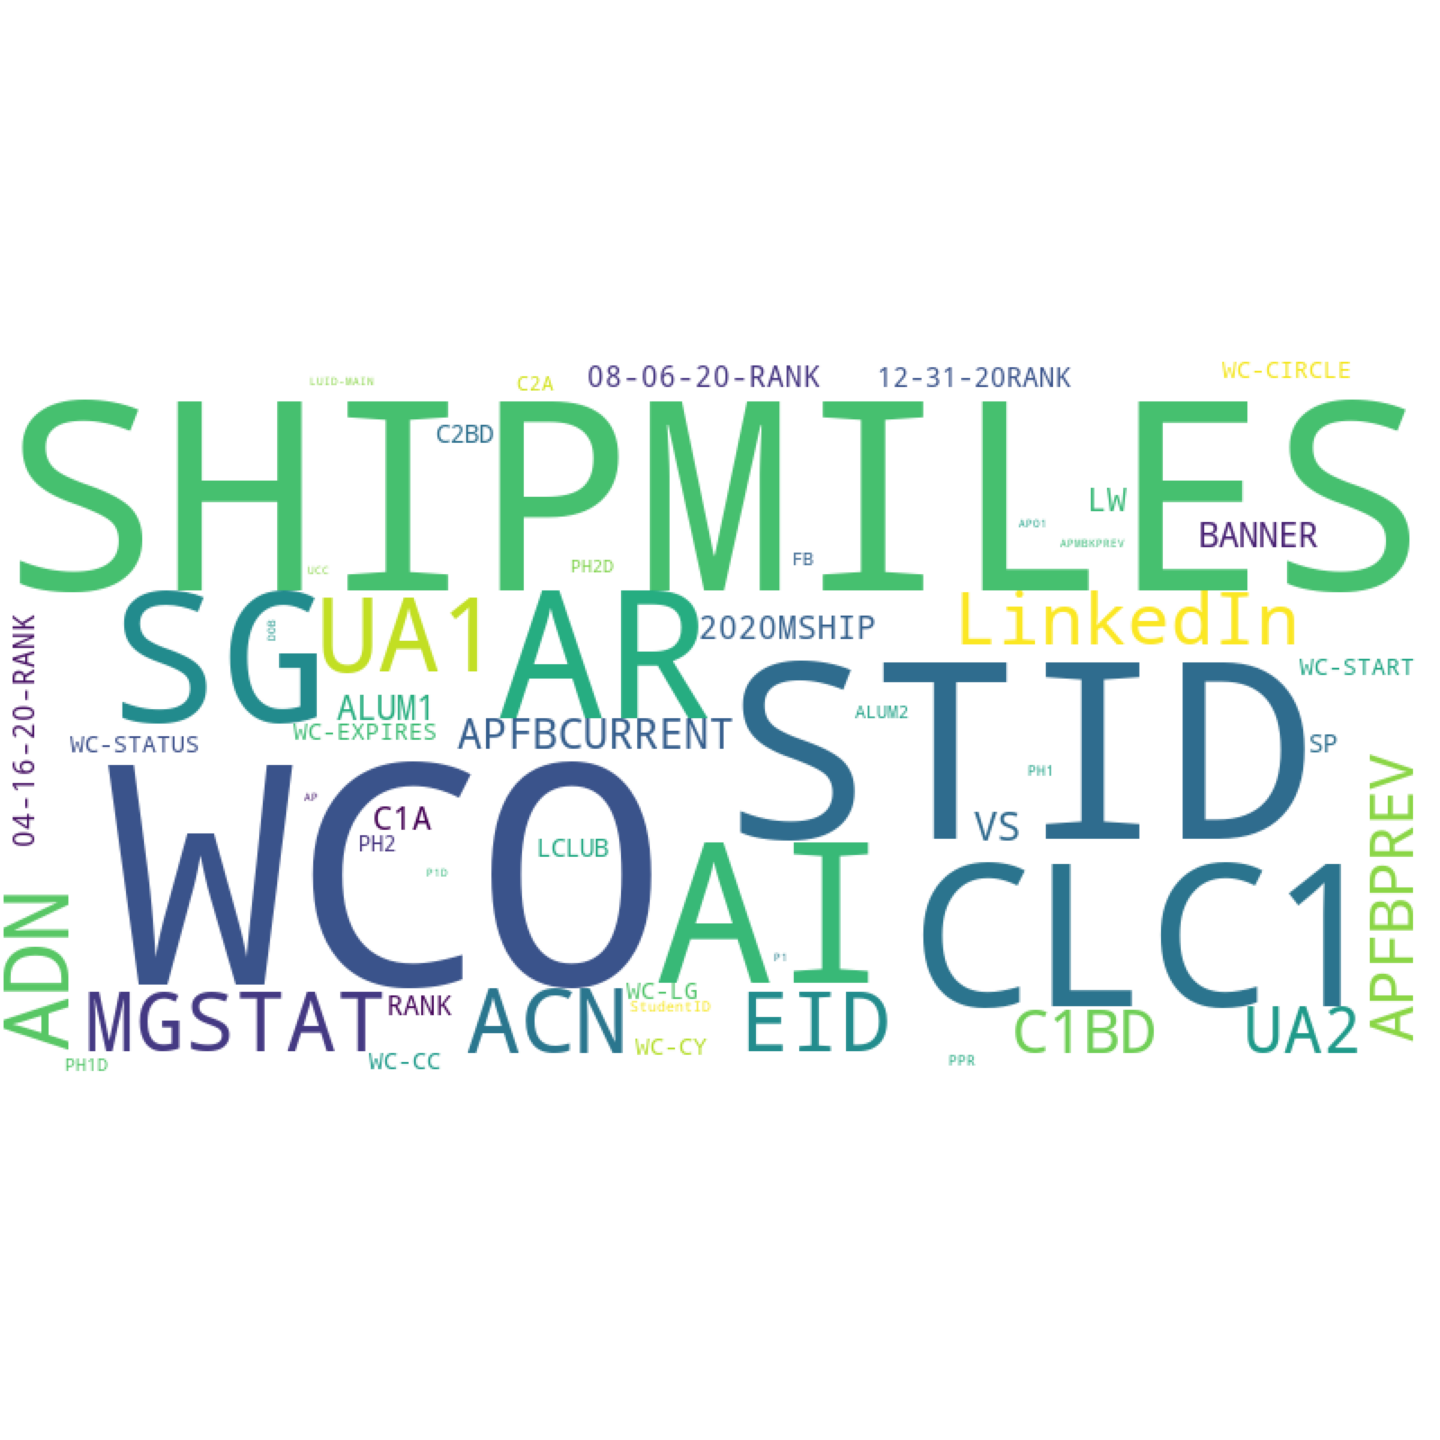 LUID-MAIN
C2A
08-06-20-RANK
12-31-20RANK
WC-CIRCLE
SHIPMILES
C2BD
LW
APO1
BANNER
APMBKPREV
FB
PH2D
UCC
SG
DOB
UA1
AR
2020MSHIP
LinkedIn
04-16-20-RANK
WC-START
STID
ALUM1
ALUM2
WC-EXPIRES
APFBCURRENT
WC-STATUS
SP
PH1
WCO
AP
C1A
VS
PH2
LCLUB
P1D
AI
CLC1
APFBPREV
ADN
P1
MGSTAT
RANK
ACN
WC-LG
StudentID
EID
C1BD
UA2
WC-CY
PH1D
WC-CC
PPR